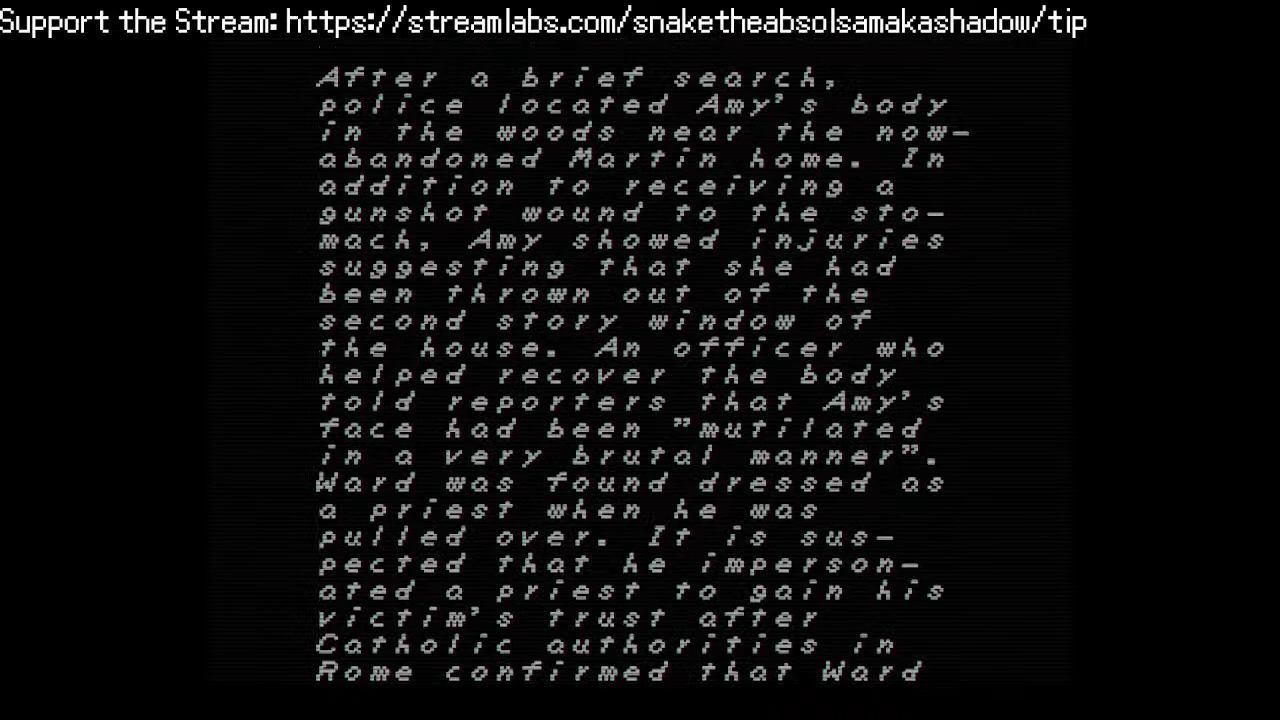 Support the Stream: https://streamlabs.com/snaketheabsolsamakashadow/tip
After a brief search,
police located Amy's body
in the woods near the now-
abandoned Martin home. In
addition to receiving a
gunshot wound to the sto-
mach, Amy showed injuries
suggesting that she had
been thrown out of the
second story window of
the house. An officer who
helped recover the body
told reporters that Amy's
face had been "mutilated
in a very brutal manner".
Ward was found dressed as
a priest when he was
pulled over. It is sus-
pected that he imperson-
ated a priest to gain his
victim's trust after
Catholic authorities in
Rome confirmed that Ward